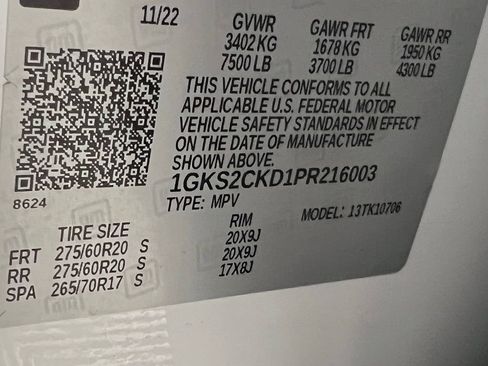 11/22 GVWR GAWR FRT GAWR RR
3402 KG 1678 KG 1950 KG
7500 LB 3700 LB 4300 LB
THIS VEHICLE CONFORMS TO ALL
APPLICABLE U.S. FEDERAL MOTOR
VEHICLE SAFETY STANDARDS IN EFFECT
ON THE DATE OF MANUFACTURE
SHOWN ABOVE.
1GKS2CKD1PR216003
8624
TYPE: MPV MODEL: 13TK10706
TIRE SIZE RIM
FRT 275/60R20 S 20X9J
RR 275/60R20 S 20X9J
SPA 265/70R17 S 17X8J